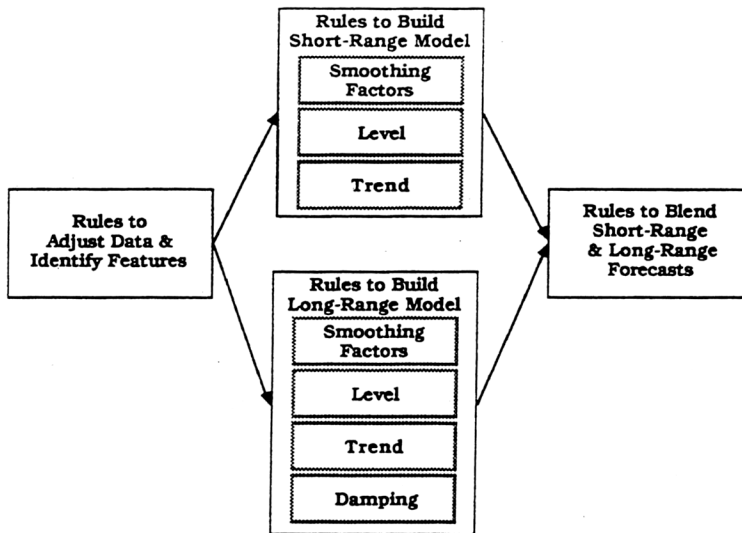 Rules to
Adjust Data &
Identify Features
Rules to Build
Short-Range Model
Smoothing
Factors
Level
Trend
Rules to Build
Long-Range Model
Smoothing
Factors
Level
Trend
Damping
Rules to Blend
Short-Range
& Long-Range
Forecasts